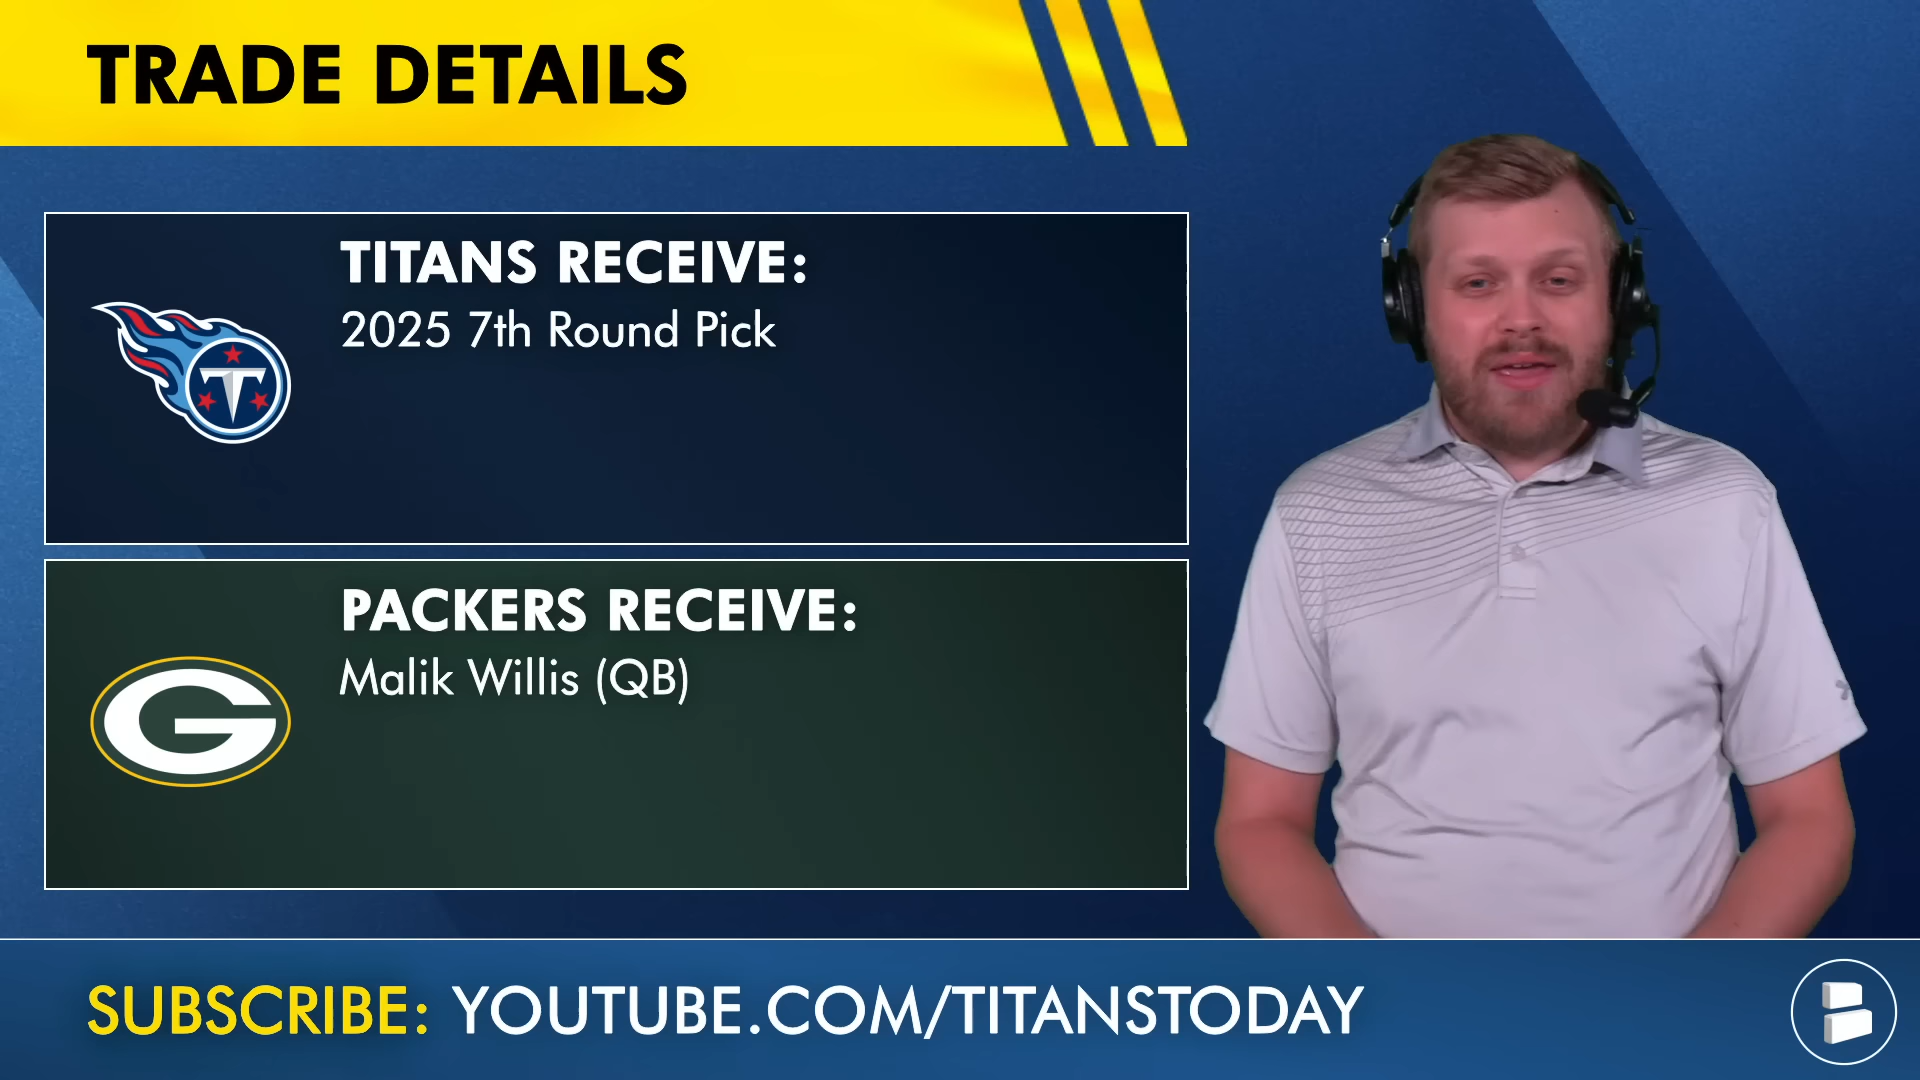 TRADE DETAILS
TITANS RECEIVE:
2025 7th Round Pick
PACKERS RECEIVE:
Malik Willis (QB)
SUBSCRIBE: YOUTUBE.COM/TITANSTODAY